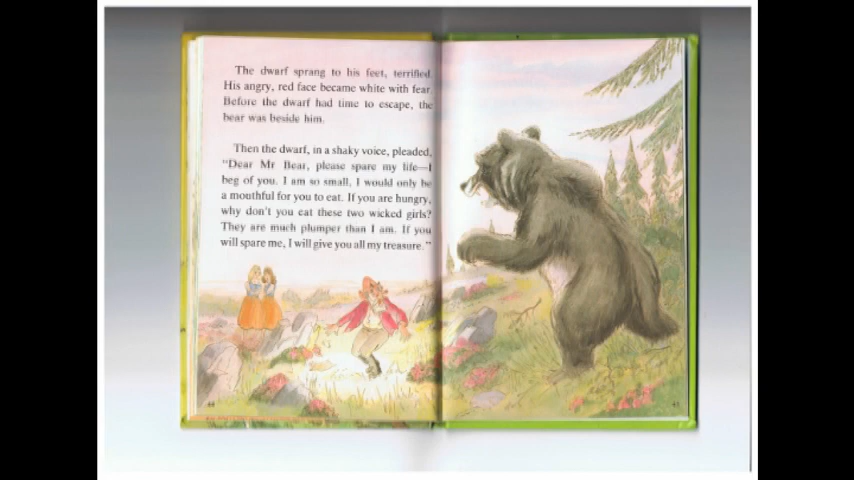 The dwarf sprang to his feet, terrified.
His angry, red face became white with fear.
Before the dwarf had time to escape, the
bear was beside him.
Then the dwarf, in a shaky voice, pleaded,
“Dear Mr Bear, please spare my life—I
beg of you. I am so small, I would only be
a mouthful for you to eat. If you are hungry,
why don't you eat these two wicked girls?
They are much plumper than I am. If you
will spare me, I will give you all my treasure.”
44
45